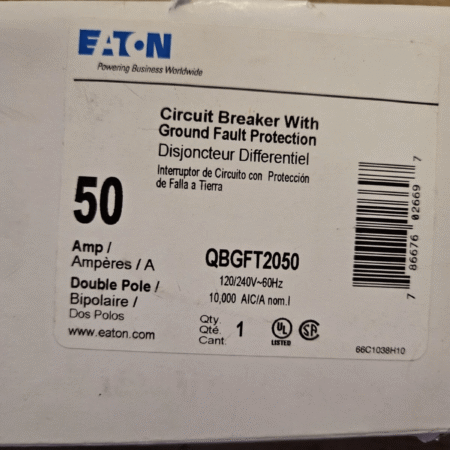 EATON
Powering Business Worldwide
Circuit Breaker With
Ground Fault Protection
Disjoncteur Differentiel
Interruptor de Circuito con Protección
de Falla a Tierra
50
Amp /
Ampères / A
Double Pole /
Bipolaire /
Dos Polos
www.eaton.com
QBGFT2050
120/240V~60Hz
10,000 AIC/A nom.I
Qty.
Qté. 1
Cant.
UL
LISTED
SA
7 86676 02669 7
66C1038H10